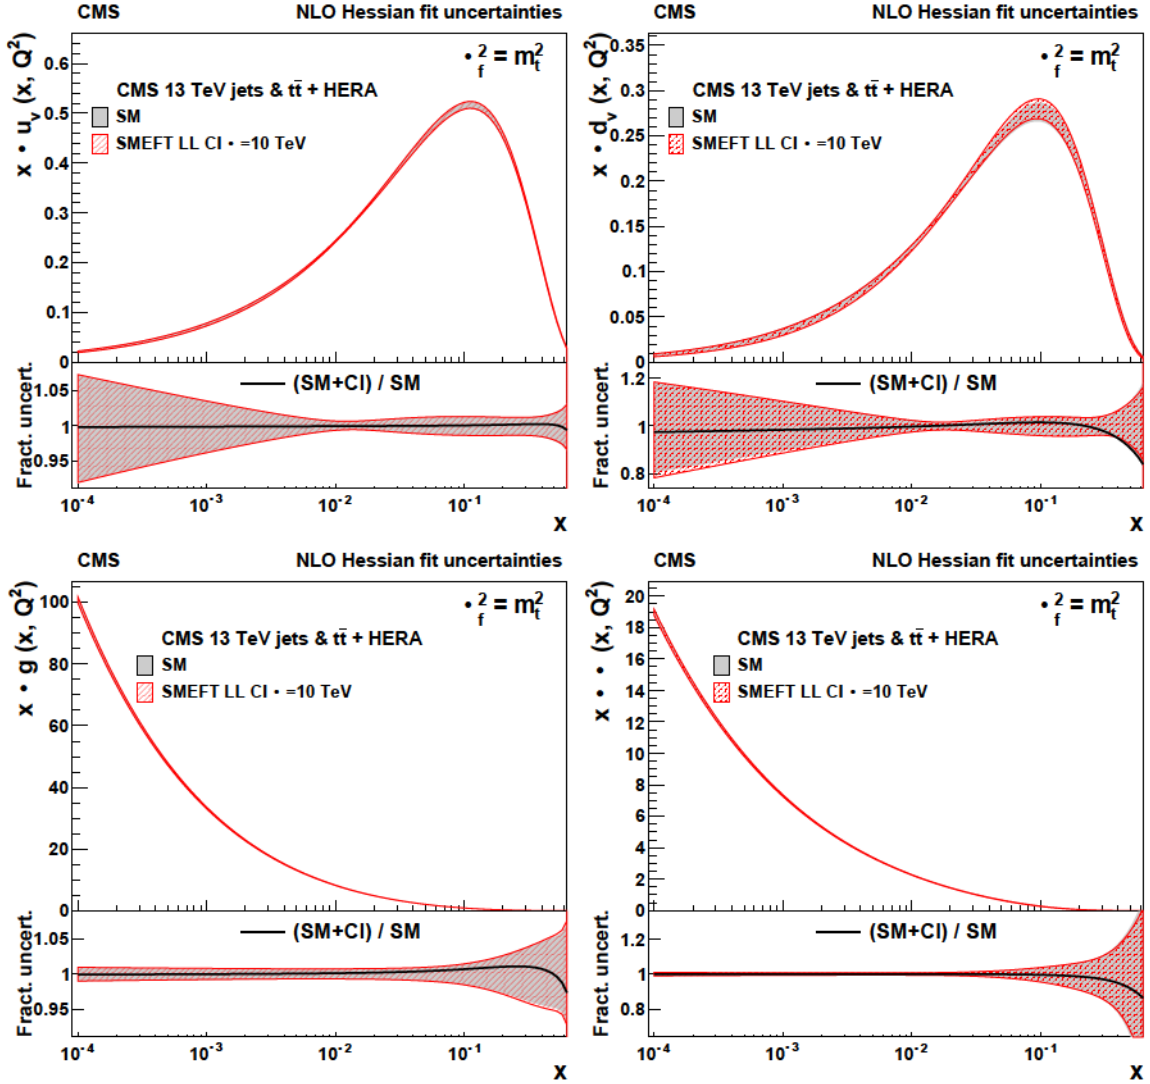 CMS NLO Hessian fit uncertainties
x • u_v (x, Q²)
0.6
0.5
0.4
0.3
0.2
0.1
0
• ²_f = m²_t
CMS 13 TeV jets & tt̄ + HERA
SM
SMEFT LL CI • =10 TeV
Fract. uncert.
1.05
1
0.95
(SM+CI) / SM
10⁻⁴ 10⁻³ 10⁻² 10⁻¹
x
CMS NLO Hessian fit uncertainties
x • d_v (x, Q²)
0.35
0.3
0.25
0.2
0.15
0.1
0.05
0
• ²_f = m²_t
CMS 13 TeV jets & tt̄ + HERA
SM
SMEFT LL CI • =10 TeV
Fract. uncert.
1.2
1
0.8
(SM+CI) / SM
10⁻⁴ 10⁻³ 10⁻² 10⁻¹
x
CMS NLO Hessian fit uncertainties
x • g (x, Q²)
100
80
60
40
20
0
• ²_f = m²_t
CMS 13 TeV jets & tt̄ + HERA
SM
SMEFT LL CI • =10 TeV
Fract. uncert.
1.05
1
0.95
(SM+CI) / SM
10⁻⁴ 10⁻³ 10⁻² 10⁻¹
x
CMS NLO Hessian fit uncertainties
x • • (x, Q²)
20
18
16
14
12
10
8
6
4
2
0
• ²_f = m²_t
CMS 13 TeV jets & tt̄ + HERA
SM
SMEFT LL CI • =10 TeV
Fract. uncert.
1.2
1
0.8
(SM+CI) / SM
10⁻⁴ 10⁻³ 10⁻² 10⁻¹
x